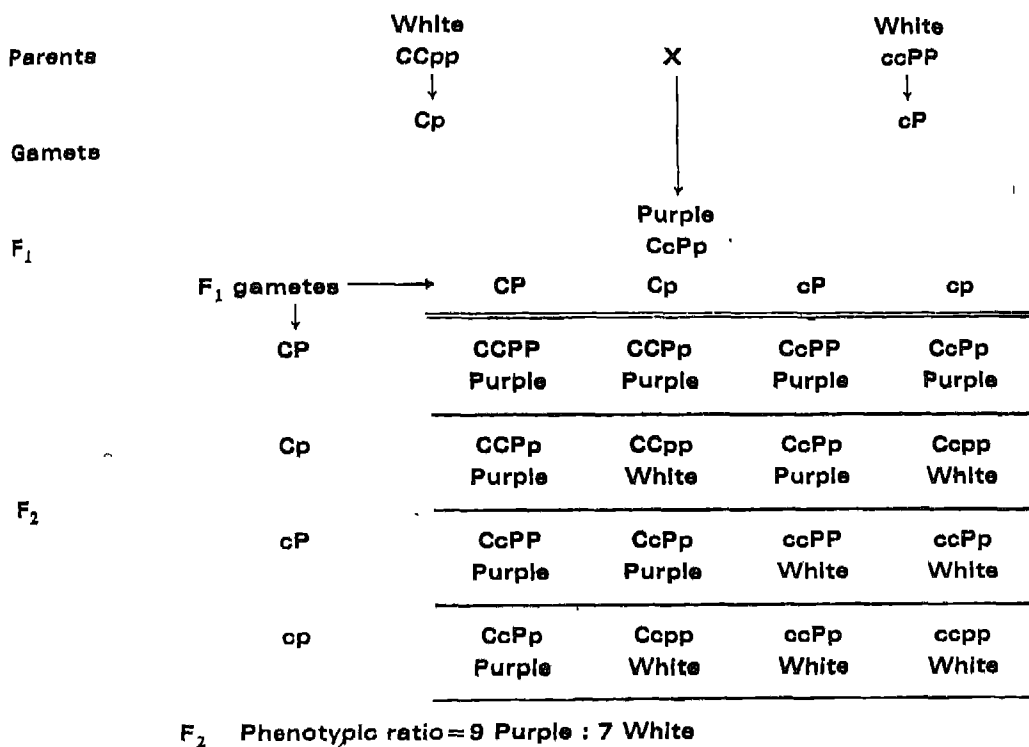 White White
Parents CCpp X ccPP
Cp cP
Gamets
Purple
F₁ CcPp
F₁ gametes CP Cp cP cp
CP CCPP CCPp CcPP CcPp
Purple Purple Purple Purple
Cp CCPp CCpp CcPp Ccpp
Purple White Purple White
F₂
cP CcPP CcPp ccPP ccPp
Purple Purple White White
cp CcPp Ccpp ccPp ccpp
Purple White White White
F₂ Phenotypic ratio=9 Purple : 7 White